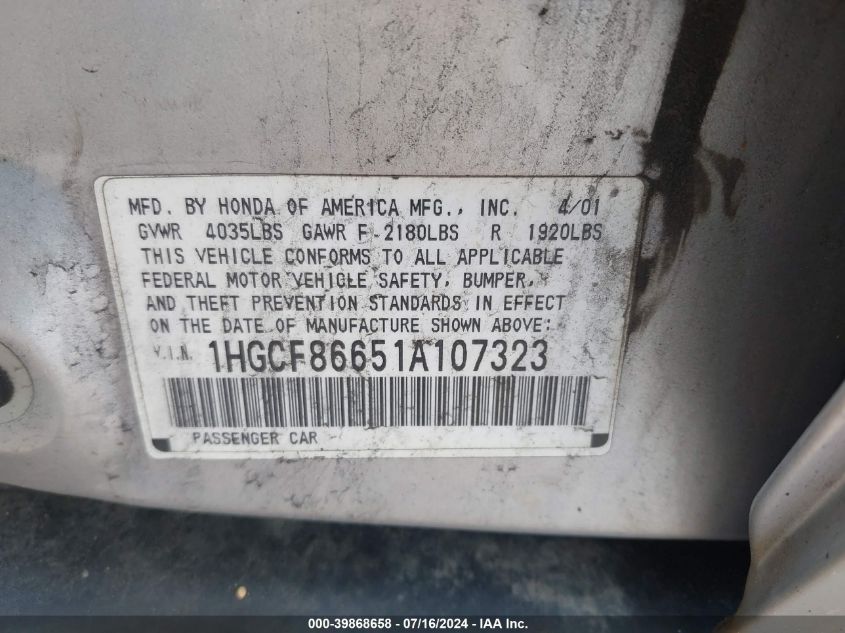 MFD. BY HONDA OF AMERICA MFG., INC. 4/01
GVWR 4035LBS GAWR F 2180LBS R 1920LBS
THIS VEHICLE CONFORMS TO ALL APPLICABLE
FEDERAL MOTOR VEHICLE SAFETY, BUMPER,
AND THEFT PREVENTION STANDARDS IN EFFECT
ON THE DATE OF MANUFACTURE SHOWN ABOVE:
V.I.N. 1HGCF86651A107323
PASSENGER CAR
000-39868658 - 07/16/2024 - IAA Inc.